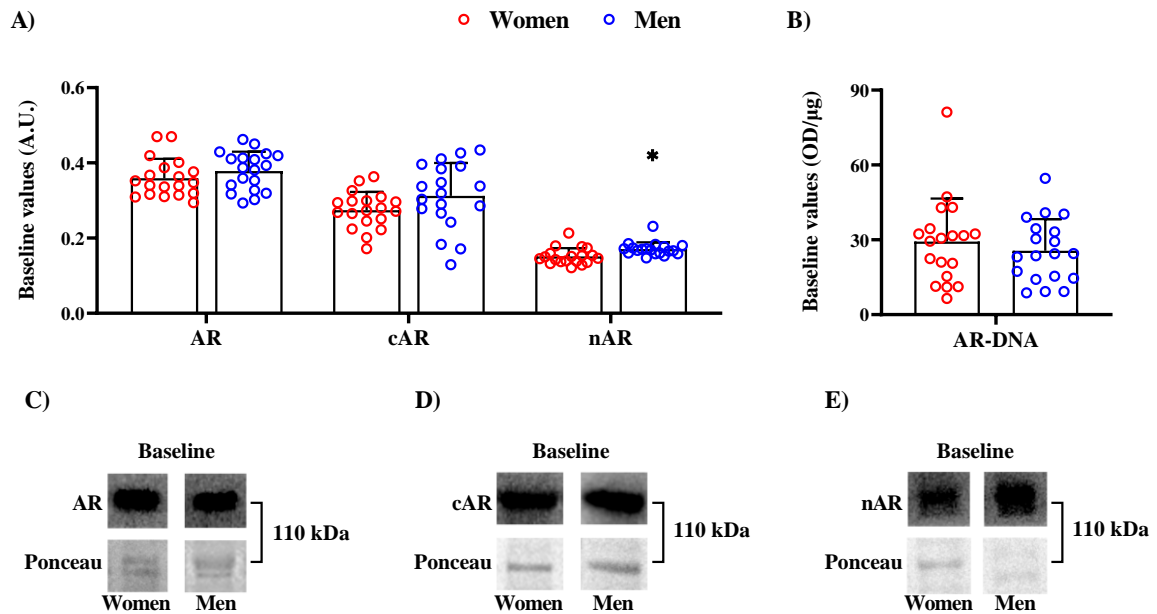 A)
Women
Men
B)
Baseline values (A.U.)
0.6
0.4
0.2
0.0
*
AR
cAR
nAR
Baseline values (OD/µg)
90
60
30
0
AR-DNA
C)
Baseline
AR
Ponceau
110 kDa
Women
Men
D)
Baseline
cAR
Ponceau
110 kDa
Women
Men
E)
Baseline
nAR
Ponceau
110 kDa
Women
Men